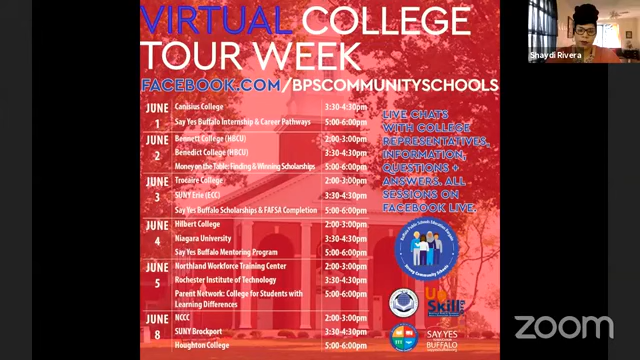 VIRTUAL COLLEGE
TOUR WEEK
FACEBOOK.COM/BPSCOMMUNITYSCHOOLS
JUNE 1
Canisius College 3:30-4:30pm
Say Yes Buffalo Internship & Career Pathways 5:00-6:00pm
JUNE 2
Bennett College (HBCU) 2:00-3:00pm
Benedict College (HBCU) 3:30-4:30pm
Money on the Table: Finding & Winning Scholarships 5:00-6:00pm
JUNE 3
Trocaire College 2:00-3:00pm
SUNY Erie (ECC) 3:30-4:30pm
Say Yes Buffalo Scholarships & FAFSA Completion 5:00-6:00pm
JUNE 4
Hilbert College 2:00-3:00pm
Niagara University 3:30-4:30pm
Say Yes Buffalo Mentoring Program 5:00-6:00pm
JUNE 5
Northland Workforce Training Center 2:00-3:00pm
Rochester Institute of Technology 3:30-4:30pm
Parent Network: College for Students with 5:00-6:00pm
Learning Differences
JUNE 8
NCCC 2:00-3:00pm
SUNY Brockport 3:30-4:30pm
Houghton College 5:00-6:00pm
LIVE CHATS
WITH COLLEGE
REPRESENTATIVES.
INFORMATION,
QUESTIONS +
ANSWERS. ALL
SESSIONS ON
FACEBOOK LIVE.
Skill
SAY YES
BUFFALO
Shaydi Rivera
zoom